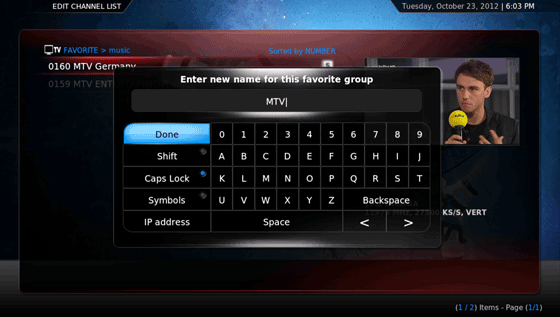 EDIT CHANNEL LIST
Tuesday, October 23, 2012 | 6:03 PM
TV FAVORITE > music
Sorted by NUMBER
0160 MTV Germany
0159 MTV ENT
Enter new name for this favorite group
MTV|
Done 0 1 2 3 4 5 6 7 8 9
Shift A B C D E F G H I J
Caps Lock K L M N O P Q R S T
Symbols U V W X Y Z Backspace
KS/S, VERT
IP address Space < >
(1 / 2) Items - Page (1/1)